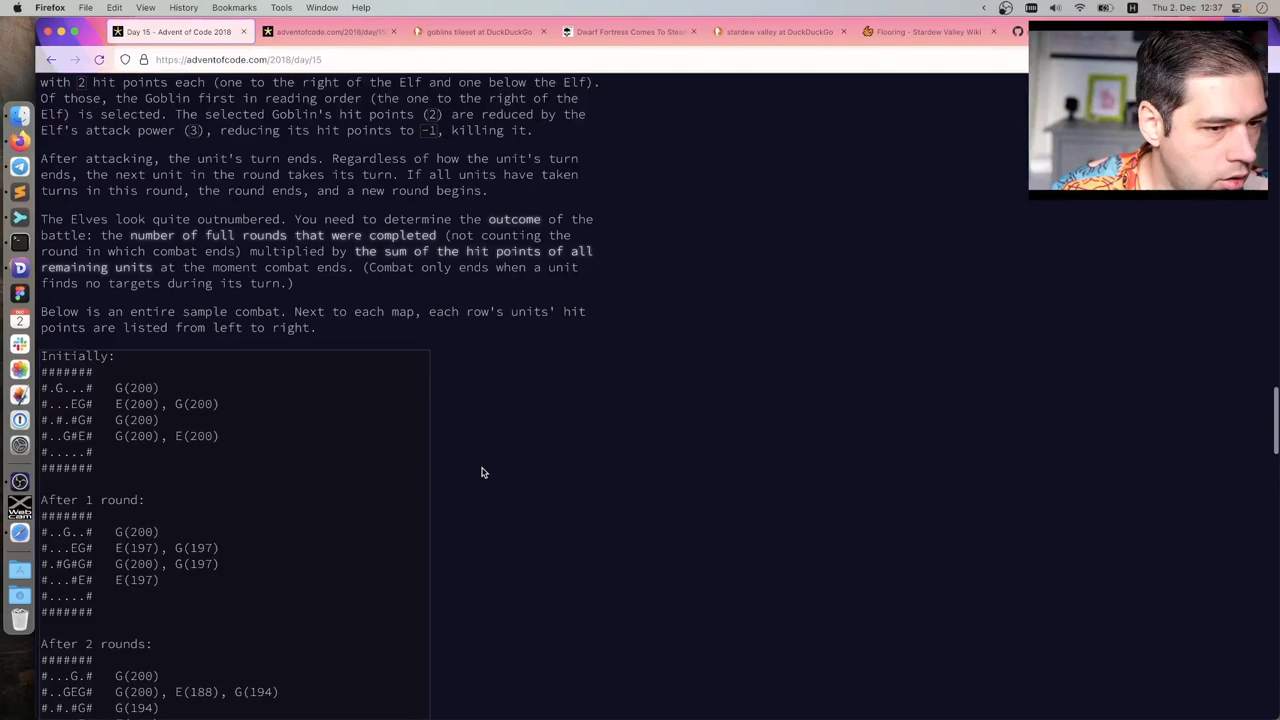 Firefox File Edit View History Bookmarks Tools Window Help
Thu 2. Dec 12:37
Day 15 - Advent of Code 2018
adventofcode.com/2018/day/15
goblins tileset at DuckDuckGo
Dwarf Fortress Comes To Steam
stardew valley at DuckDuckGo
Flooring - Stardew Valley Wiki
https://adventofcode.com/2018/day/15
with 2 hit points each (one to the right of the Elf and one below the Elf).
Of those, the Goblin first in reading order (the one to the right of the
Elf) is selected. The selected Goblin's hit points (2) are reduced by the
Elf's attack power (3), reducing its hit points to -1, killing it.
After attacking, the unit's turn ends. Regardless of how the unit's turn
ends, the next unit in the round takes its turn. If all units have taken
turns in this round, the round ends, and a new round begins.
The Elves look quite outnumbered. You need to determine the outcome of the
battle: the number of full rounds that were completed (not counting the
round in which combat ends) multiplied by the sum of the hit points of all
remaining units at the moment combat ends. (Combat only ends when a unit
finds no targets during its turn.)
Below is an entire sample combat. Next to each map, each row's units' hit
points are listed from left to right.
Initially:
#######
#.G...#   G(200)
#...EG#   E(200), G(200)
#.#.#G#   G(200)
#..G#E#   G(200), E(200)
#.....#
#######
After 1 round:
#######
#..G..#   G(200)
#...EG#   E(197), G(197)
#.#G#G#   G(200), G(197)
#...#E#   E(197)
#.....#
#######
After 2 rounds:
#######
#...G.#   G(200)
#..GEG#   G(200), E(188), G(194)
#.#.#G#   G(194)